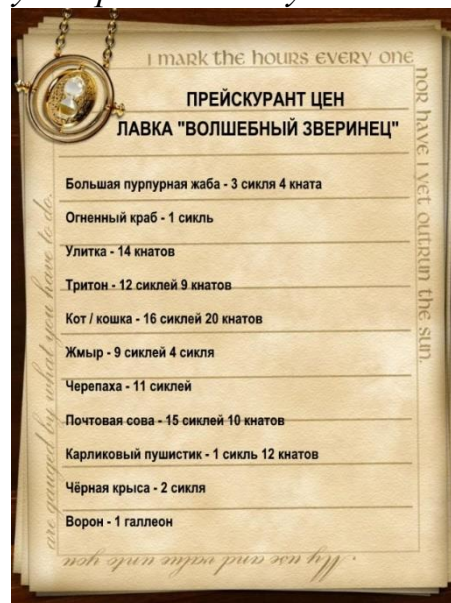 I mark the hours every one
nor have I yet outrun the sun.
ПРЕЙСКУРАНТ ЦЕН
ЛАВКА "ВОЛШЕБНЫЙ ЗВЕРИНЕЦ"
Большая пурпурная жаба - 3 сикля 4 кната
Огненный краб - 1 сикль
Улитка - 14 кнатов
Тритон - 12 сиклей 9 кнатов
Кот / кошка - 16 сиклей 20 кнатов
Жмыр - 9 сиклей 4 сикля
Черепаха - 11 сиклей
Почтовая сова - 15 сиклей 10 кнатов
Карликовый пушистик - 1 сикль 12 кнатов
Чёрная крыса - 2 сикля
Ворон - 1 галлеон
My use and value unto you
are gauged by what you have to do.